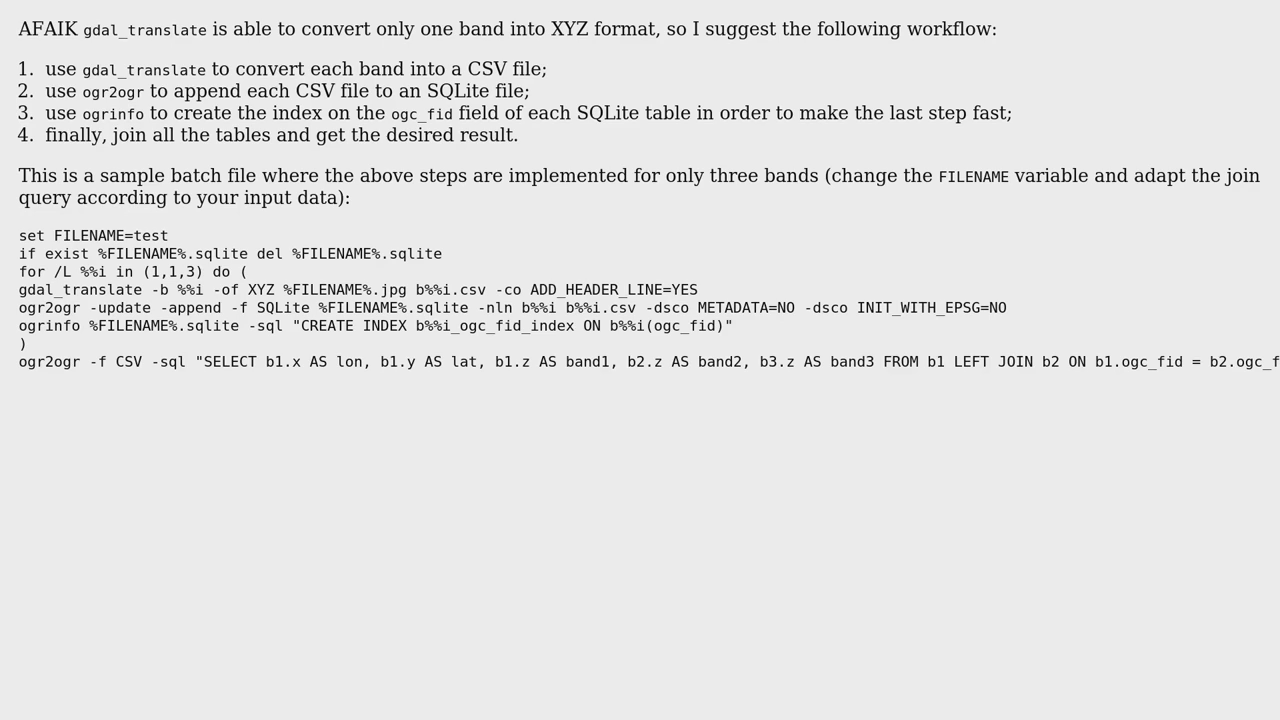 AFAIK gdal_translate is able to convert only one band into XYZ format, so I suggest the following workflow:
1. use gdal_translate to convert each band into a CSV file;
2. use ogr2ogr to append each CSV file to an SQLite file;
3. use ogrinfo to create the index on the ogc_fid field of each SQLite table in order to make the last step fast;
4. finally, join all the tables and get the desired result.
This is a sample batch file where the above steps are implemented for only three bands (change the FILENAME variable and adapt the join
query according to your input data):
set FILENAME=test
if exist %FILENAME%.sqlite del %FILENAME%.sqlite
for /L %%i in (1,1,3) do (
gdal_translate -b %%i -of XYZ %FILENAME%.jpg b%%i.csv -co ADD_HEADER_LINE=YES
ogr2ogr -update -append -f SQLite %FILENAME%.sqlite -nln b%%i b%%i.csv -dsco METADATA=NO -dsco INIT_WITH_EPSG=NO
ogrinfo %FILENAME%.sqlite -sql "CREATE INDEX b%%i_ogc_fid_index ON b%%i(ogc_fid)"
)
ogr2ogr -f CSV -sql "SELECT b1.x AS lon, b1.y AS lat, b1.z AS band1, b2.z AS band2, b3.z AS band3 FROM b1 LEFT JOIN b2 ON b1.ogc_fid = b2.ogc_f